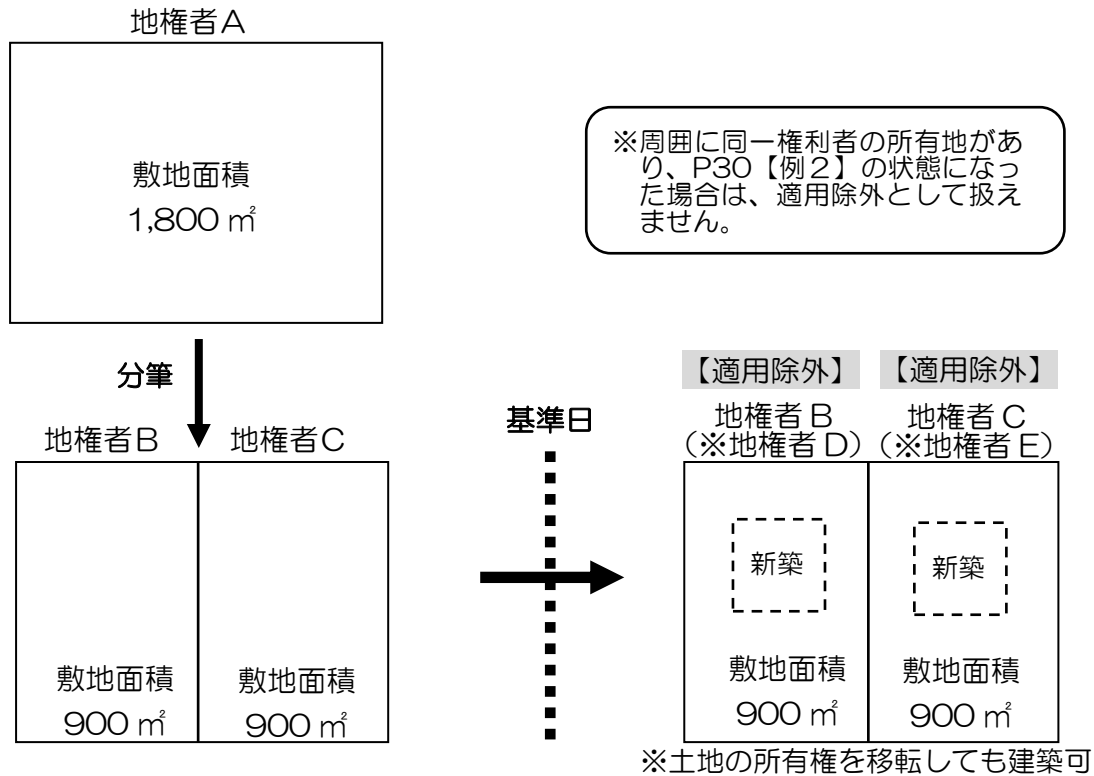 地権者A
敷地面積
1,800 ㎡
※周囲に同一権利者の所有地があ
り、P30【例2】の状態になっ
た場合は、適用除外として扱え
ません。
分筆
地権者B
地権者C
敷地面積
900 ㎡
敷地面積
900 ㎡
基準日
【適用除外】
【適用除外】
地権者 B
(※地権者 D)
地権者 C
(※地権者 E)
新築
新築
敷地面積
900 ㎡
敷地面積
900 ㎡
※土地の所有権を移転しても建築可